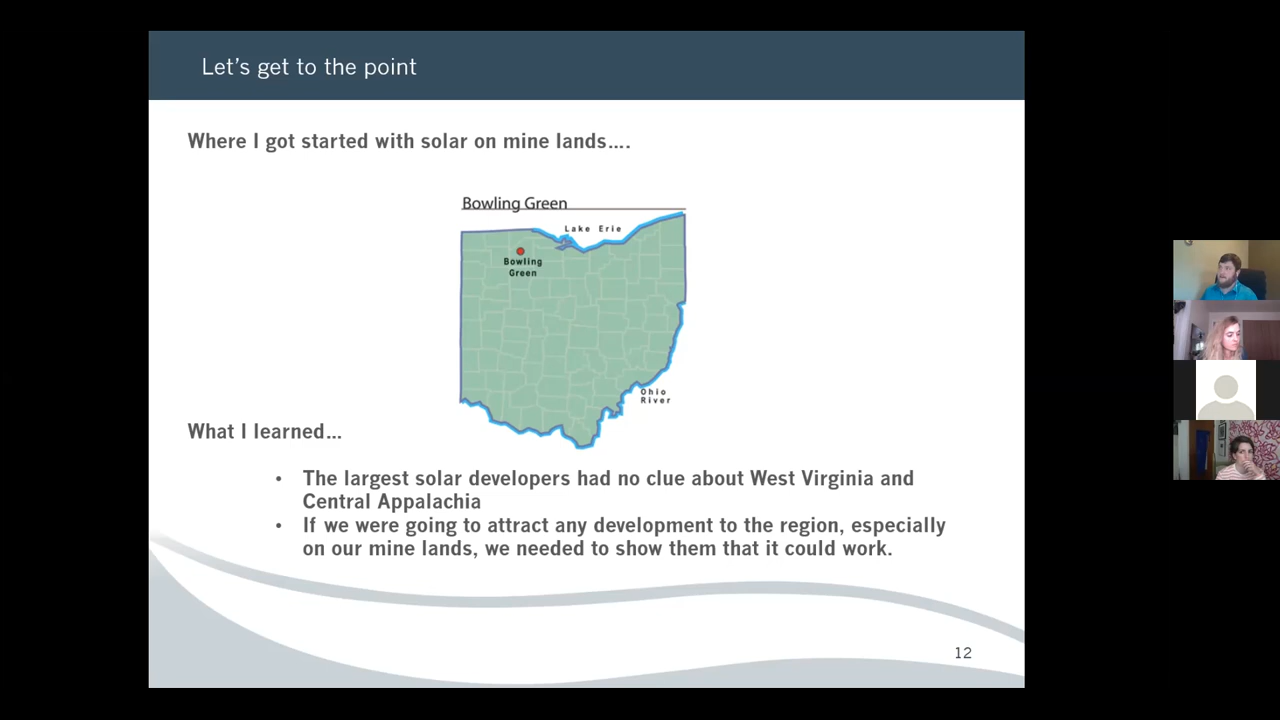 Let's get to the point
Where I got started with solar on mine lands....
Bowling Green
Lake Erie
Bowling
Green
Ohio
River
What I learned...
• The largest solar developers had no clue about West Virginia and
Central Appalachia
• If we were going to attract any development to the region, especially
on our mine lands, we needed to show them that it could work.
12